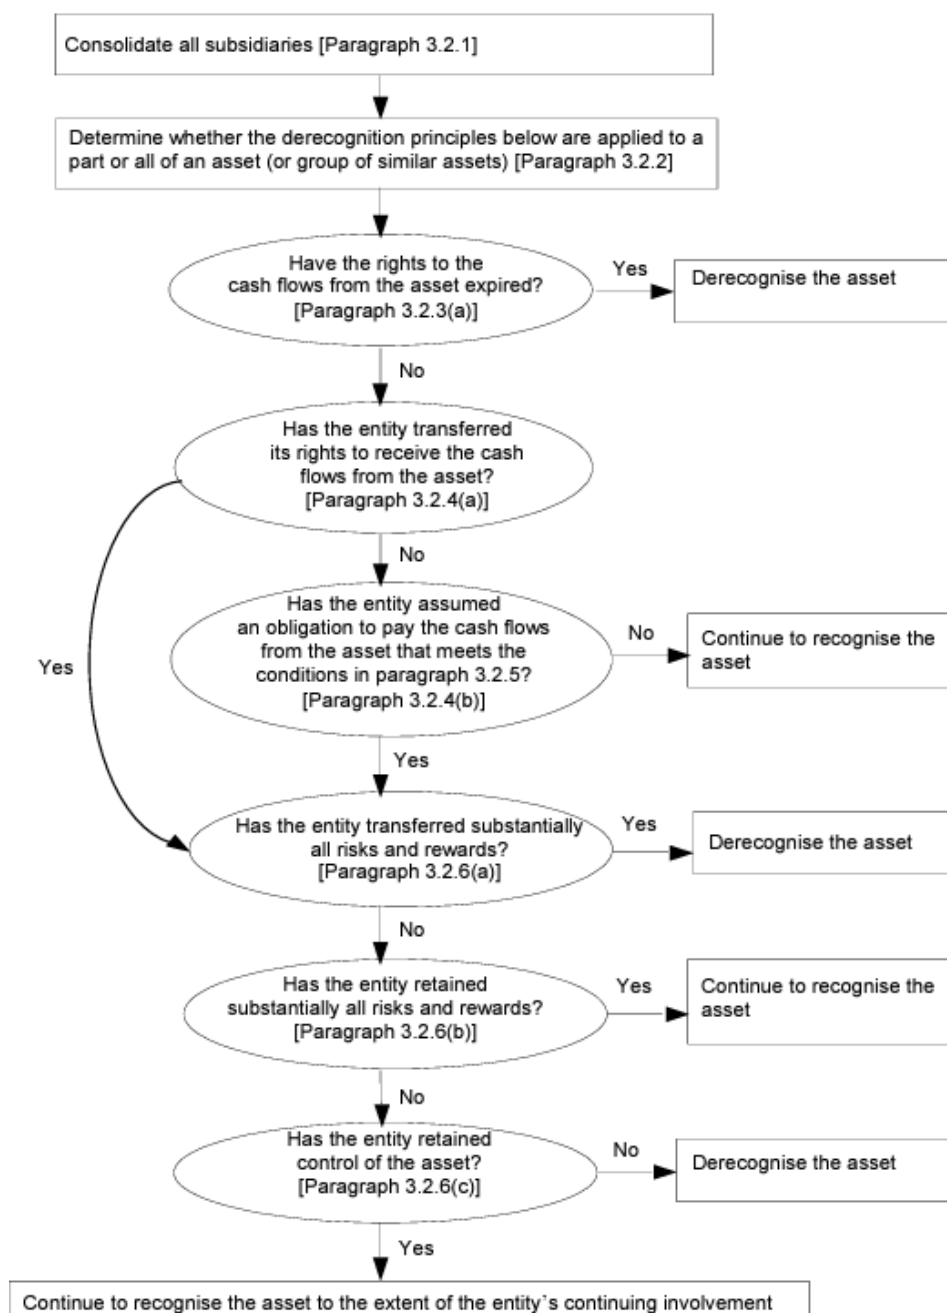 Consolidate all subsidiaries [Paragraph 3.2.1]
Determine whether the derecognition principles below are applied to a
part or all of an asset (or group of similar assets) [Paragraph 3.2.2]
Have the rights to the
cash flows from the asset expired?
[Paragraph 3.2.3(a)]
Yes
Derecognise the asset
No
Has the entity transferred
its rights to receive the cash
flows from the asset?
[Paragraph 3.2.4(a)]
No
Has the entity assumed
an obligation to pay the cash flows
from the asset that meets the
conditions in paragraph 3.2.5?
[Paragraph 3.2.4(b)]
No
Continue to recognise the
asset
Yes
Yes
Has the entity transferred substantially
all risks and rewards?
[Paragraph 3.2.6(a)]
Yes
Derecognise the asset
No
Has the entity retained
substantially all risks and rewards?
[Paragraph 3.2.6(b)]
Yes
Continue to recognise the
asset
No
Has the entity retained
control of the asset?
[Paragraph 3.2.6(c)]
No
Derecognise the asset
Yes
Continue to recognise the asset to the extent of the entity's continuing involvement